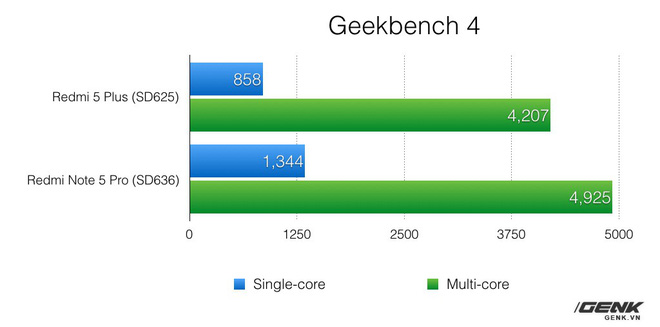 Geekbench 4
Redmi 5 Plus (SD625)
858
4,207
Redmi Note 5 Pro (SD636)
1,344
4,925
0 1250 2500 3750 5000
Single-core Multi-core
GENK
GENK.VN